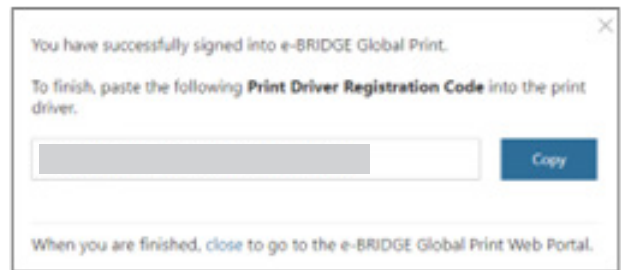 You have successfully signed into e-BRIDGE Global Print.
To finish, paste the following Print Driver Registration Code into the print
driver.
Copy
When you are finished, close to go to the e-BRIDGE Global Print Web Portal.